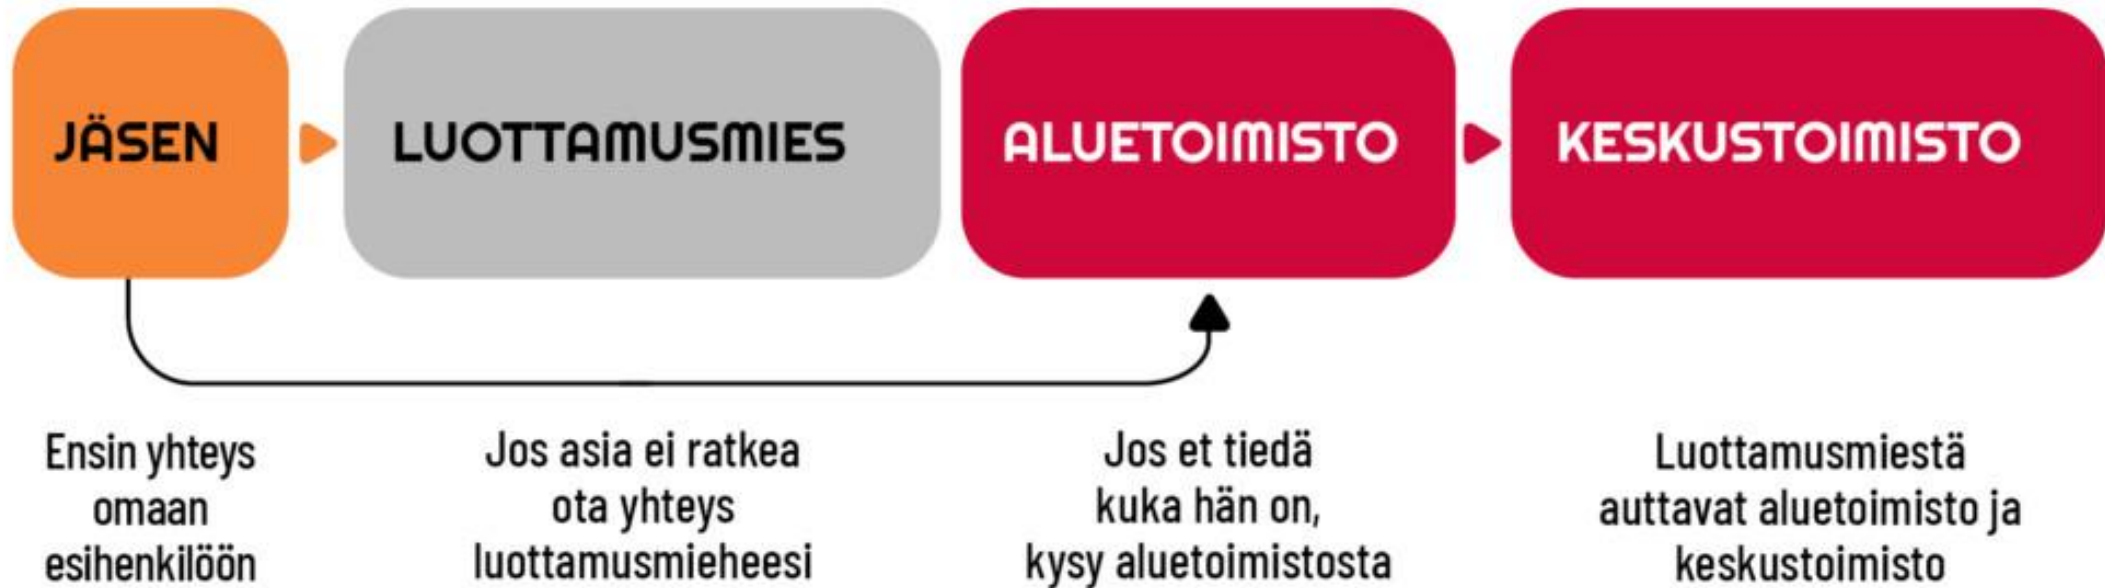 JÄSEN
LUOTTAMUSMIES
ALUETOIMISTO
KESKUSTOIMISTO
Ensin yhteys
omaan
esihenkilöön
Jos asia ei ratkea
ota yhteys
luottamusmieheesi
Jos et tiedä
kuka hän on,
kysy aluetoimistosta
Luottamusmiestä
auttavat aluetoimisto ja
keskustoimisto